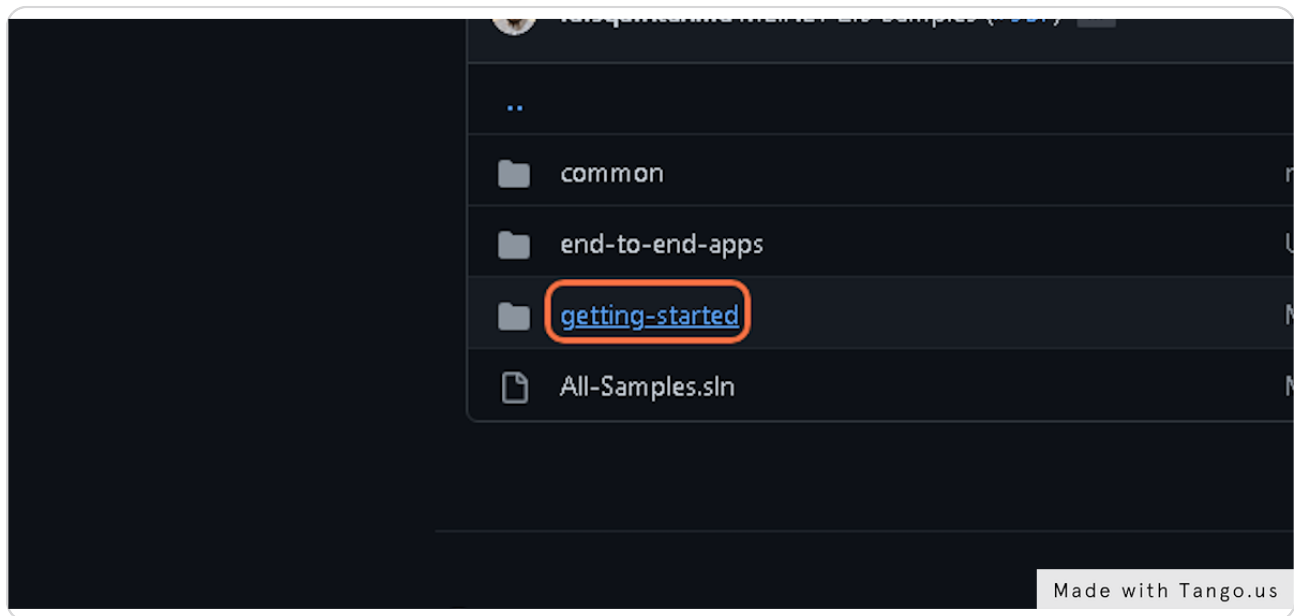 ..
common
end-to-end-apps
getting-started
All-Samples.sln
Made with Tango.us